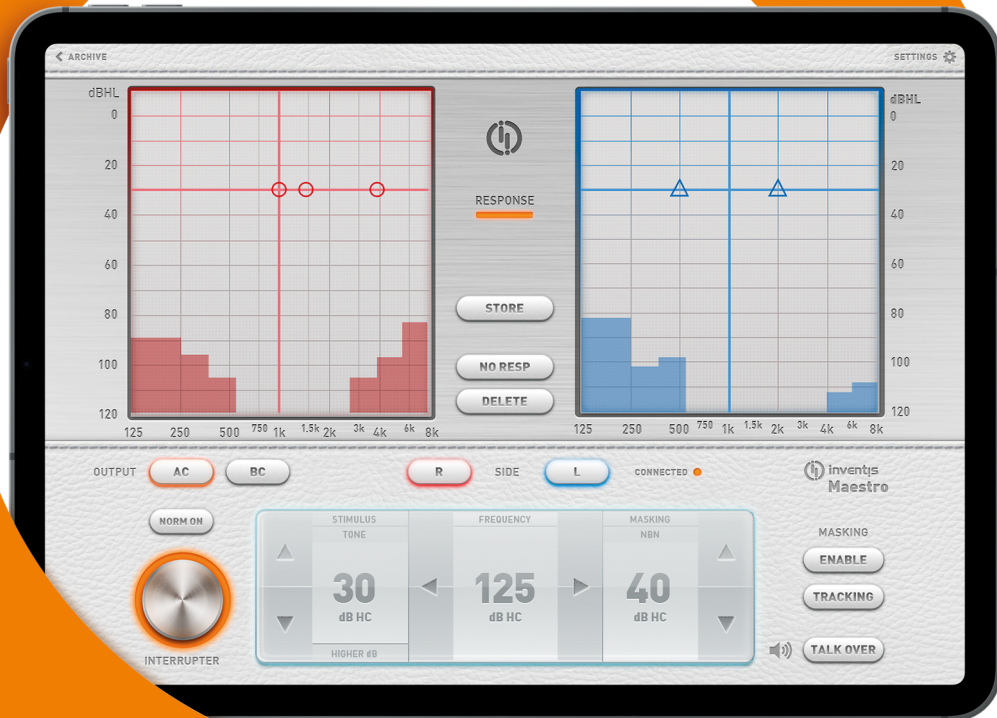 ARCHIVE
SETTINGS
dBHL
0
20
40
60
80
100
120
125 250 500 750 1k 1.5k 2k 3k 4k 6k 8k
RESPONSE
STORE
NO RESP
DELETE
dBHL
0
20
40
60
80
100
120
125 250 500 750 1k 1.5k 2k 3k 4k 6k 8k
OUTPUT AC BC R SIDE L CONNECTED
inventis
Maestro
NORM ON
INTERRUPTER
STIMULUS
TONE
30
dB HC
HIGHER dB
FREQUENCY
125
dB HC
MASKING
NBN
40
dB HC
MASKING
ENABLE
TRACKING
TALK OVER